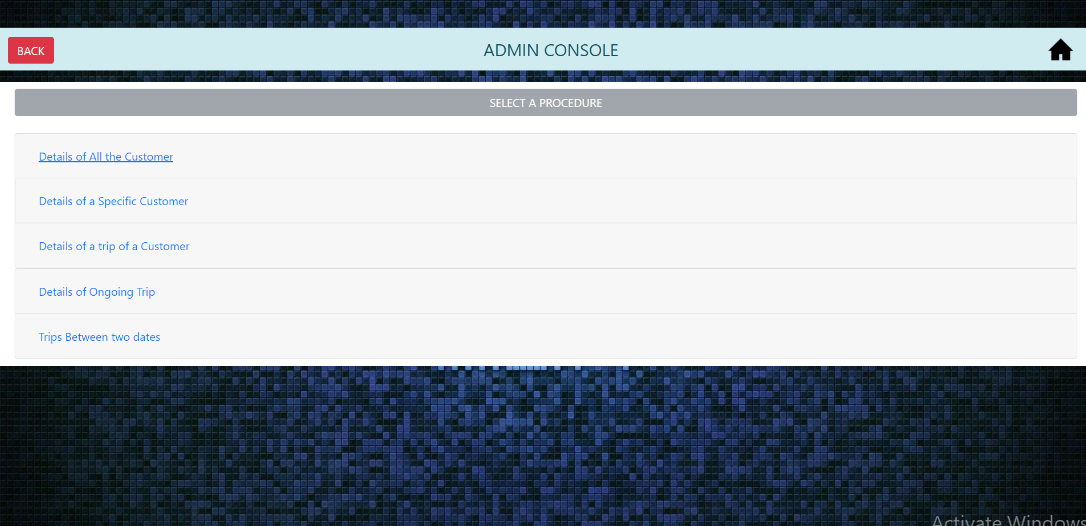 BACK
ADMIN CONSOLE
SELECT A PROCEDURE
Details of All the Customer
Details of a Specific Customer
Details of a trip of a Customer
Details of Ongoing Trip
Trips Between two dates
Activate Windows